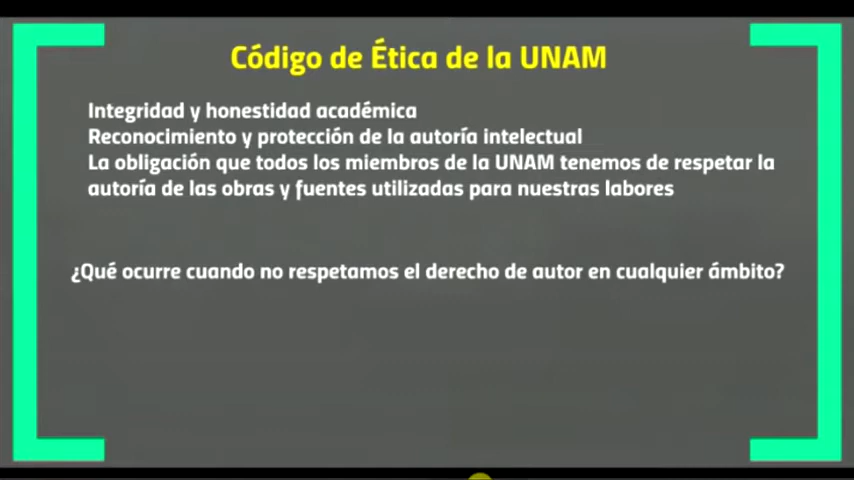 Código de Ética de la UNAM
Integridad y honestidad académica
Reconocimiento y protección de la autoría intelectual
La obligación que todos los miembros de la UNAM tenemos de respetar la
autoría de las obras y fuentes utilizadas para nuestras labores
¿Qué ocurre cuando no respetamos el derecho de autor en cualquier ámbito?